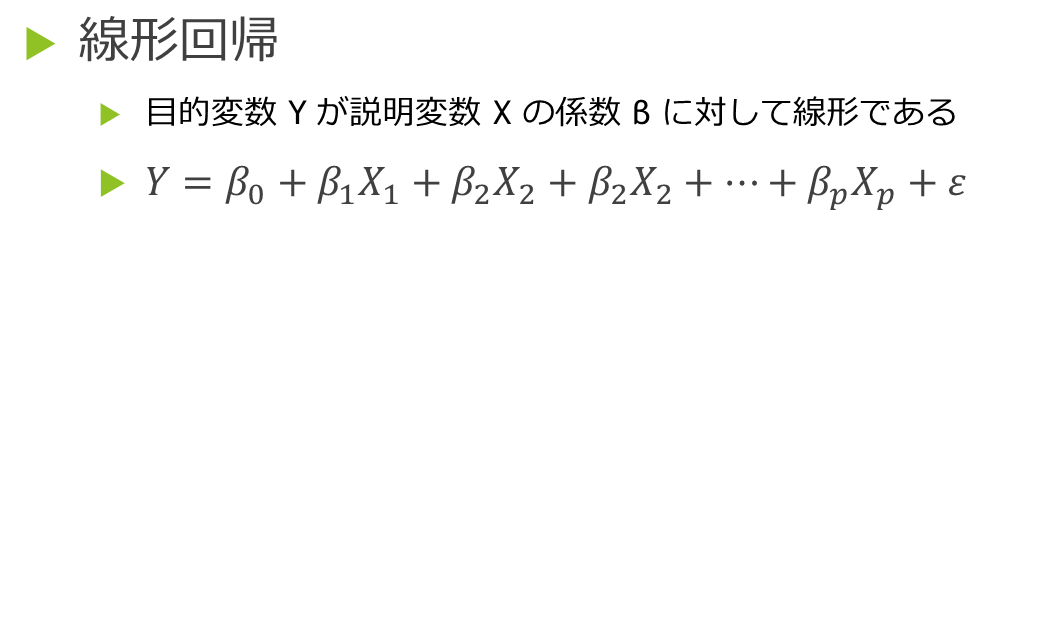 線形回帰
目的変数 Y が説明変数 X の係数 β に対して線形である
𝑌 = 𝛽₀ + 𝛽₁𝑋₁ + 𝛽₂𝑋₂ + 𝛽₂𝑋₂ + ⋯ + 𝛽ₚ𝑋ₚ + 𝜀